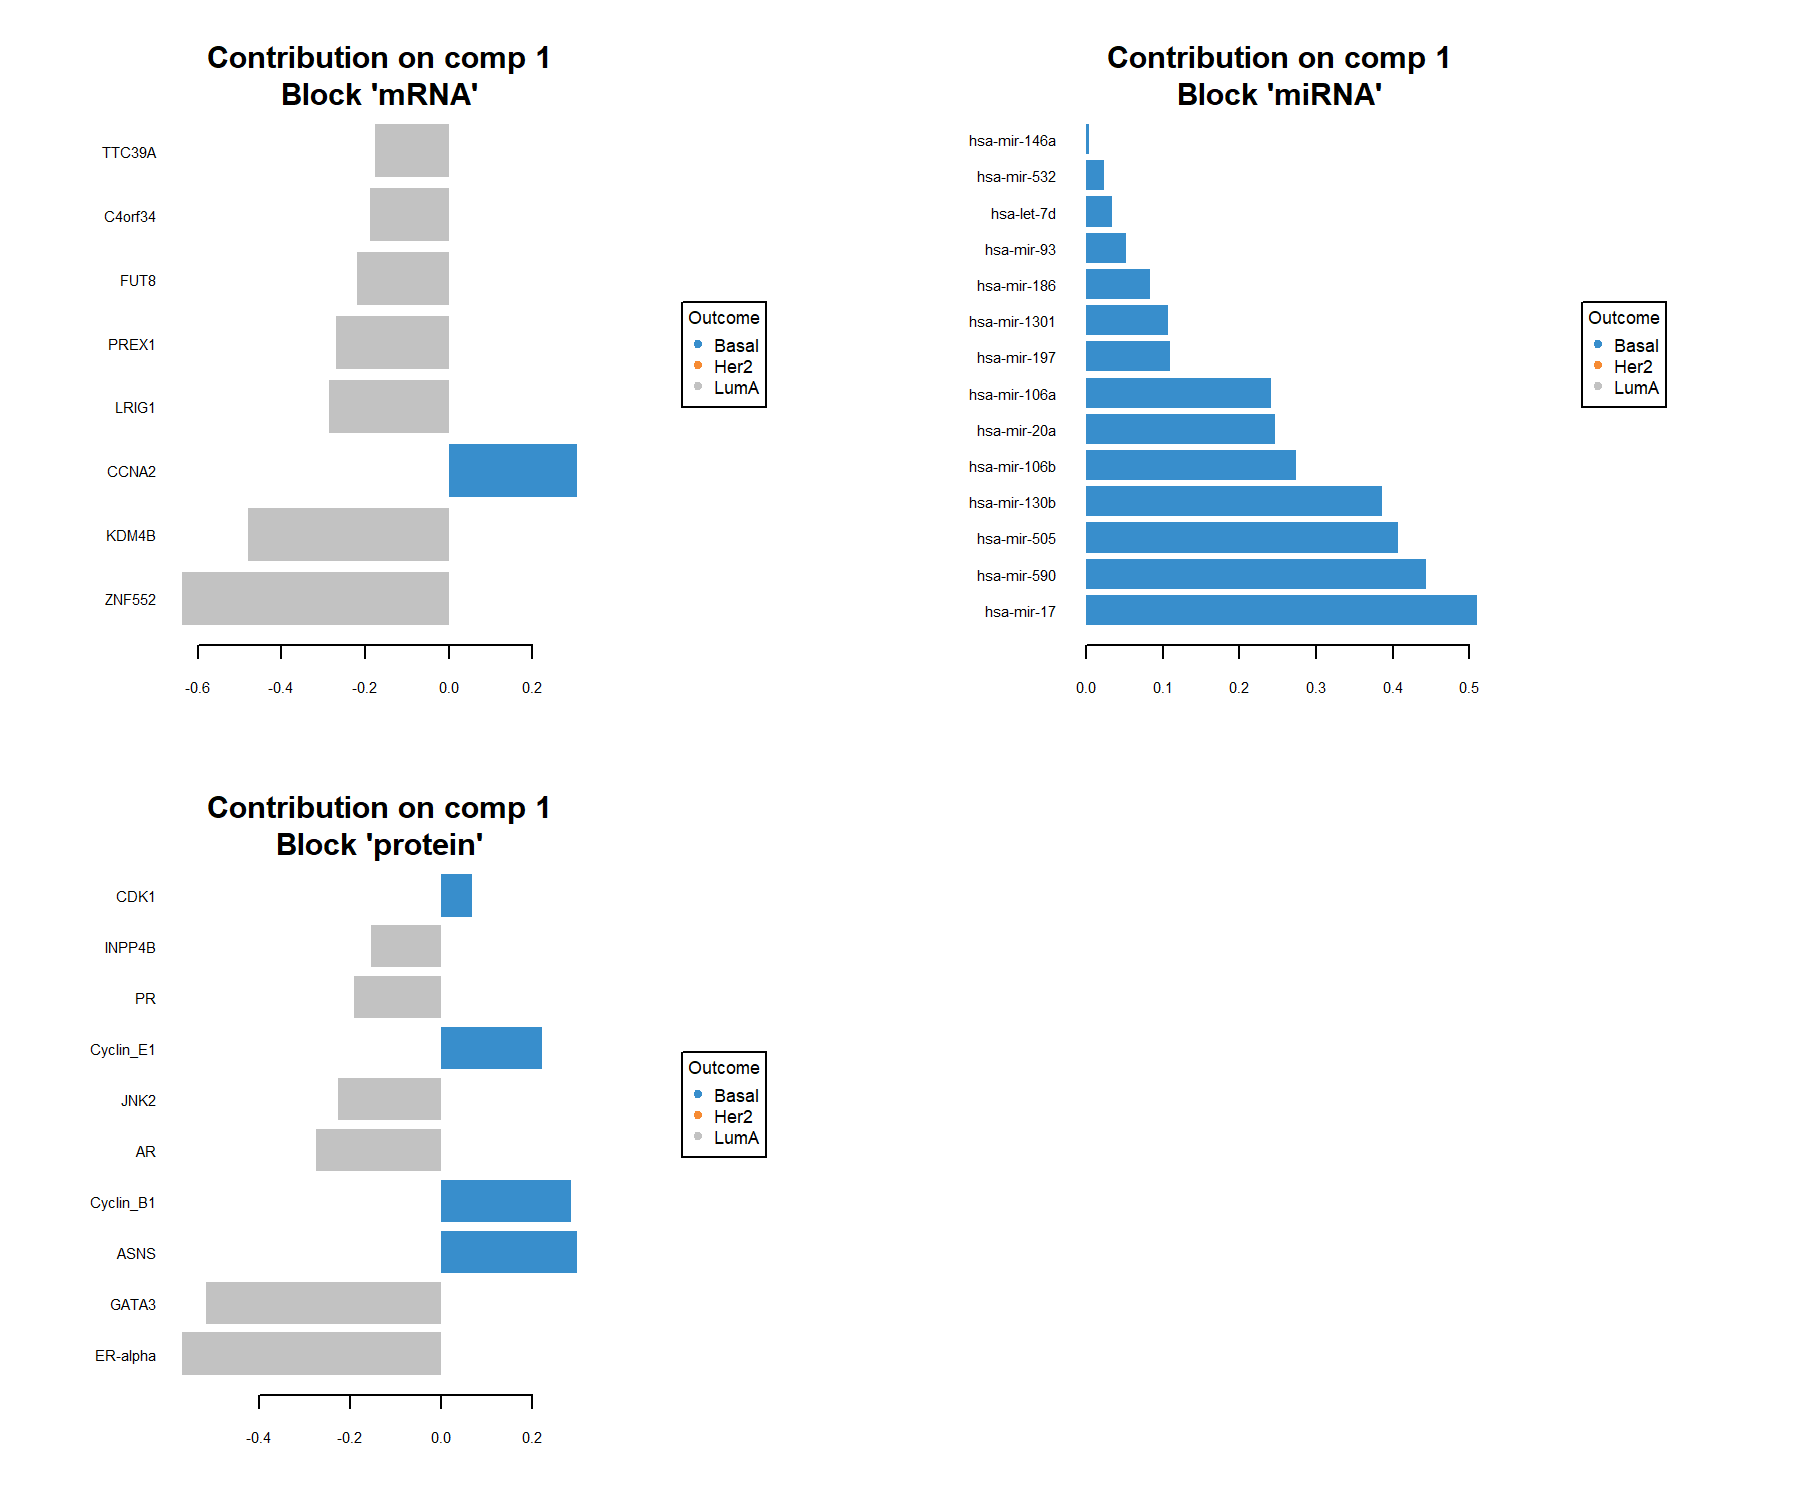 Contribution on comp 1
Block 'mRNA'
TTC39A
C4orf34
FUT8
PREX1
LRIG1
CCNA2
KDM4B
ZNF552
-0.6 -0.4 -0.2 0.0 0.2
Outcome
Basal
Her2
LumA
Contribution on comp 1
Block 'miRNA'
hsa-mir-146a
hsa-mir-532
hsa-let-7d
hsa-mir-93
hsa-mir-186
hsa-mir-1301
hsa-mir-197
hsa-mir-106a
hsa-mir-20a
hsa-mir-106b
hsa-mir-130b
hsa-mir-505
hsa-mir-590
hsa-mir-17
0.0 0.1 0.2 0.3 0.4 0.5
Outcome
Basal
Her2
LumA
Contribution on comp 1
Block 'protein'
CDK1
INPP4B
PR
Cyclin_E1
JNK2
AR
Cyclin_B1
ASNS
GATA3
ER-alpha
-0.4 -0.2 0.0 0.2
Outcome
Basal
Her2
LumA